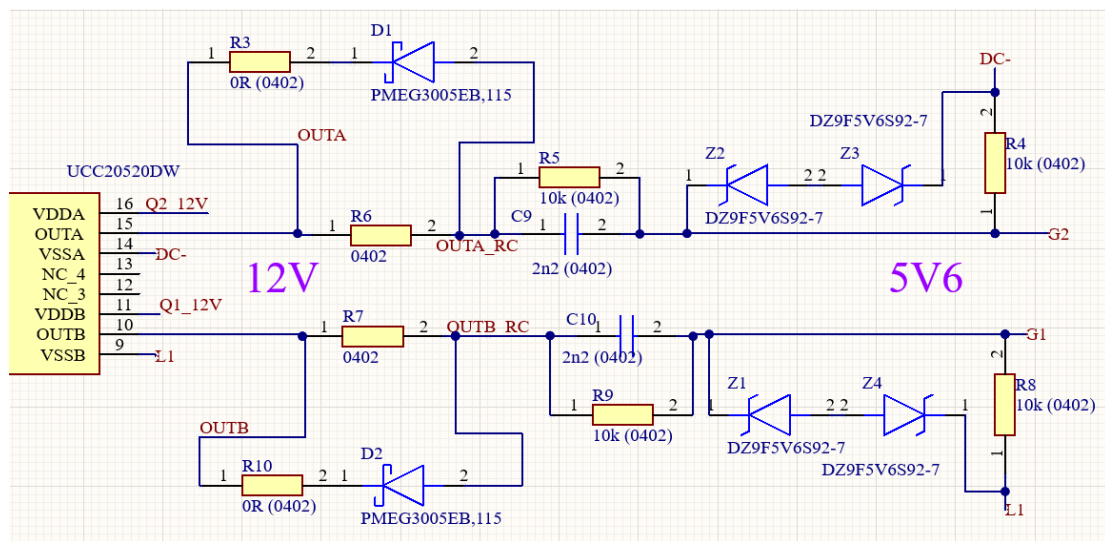 D1
R3
1
2
1
2
0R (0402)
PMEG3005EB,115
DC-
DZ9F5V6S92-7
2
R4
10k (0402)
1
OUTA
UCC20520DW
R5
1
2
10k (0402)
Z2
Z3
1
2 2
1
DZ9F5V6S92-7
VDDA
16
Q2_12V
OUTA
15
R6
1
2
0402
OUTA_RC
C9
1
2
2n2 (0402)
G2
VSSA
14
DC-
NC_4
13
12V
5V6
NC_3
12
VDDB
11
Q1_12V
OUTB
10
R7
1
2
0402
OUTB_RC
C10
1
2
2n2 (0402)
G1
VSSB
9
L1
R9
1
2
10k (0402)
Z1
Z4
1
2 2
1
DZ9F5V6S92-7
DZ9F5V6S92-7
2
R8
10k (0402)
1
L1
OUTB
R10
1
2
0R (0402)
D2
1
2
PMEG3005EB,115